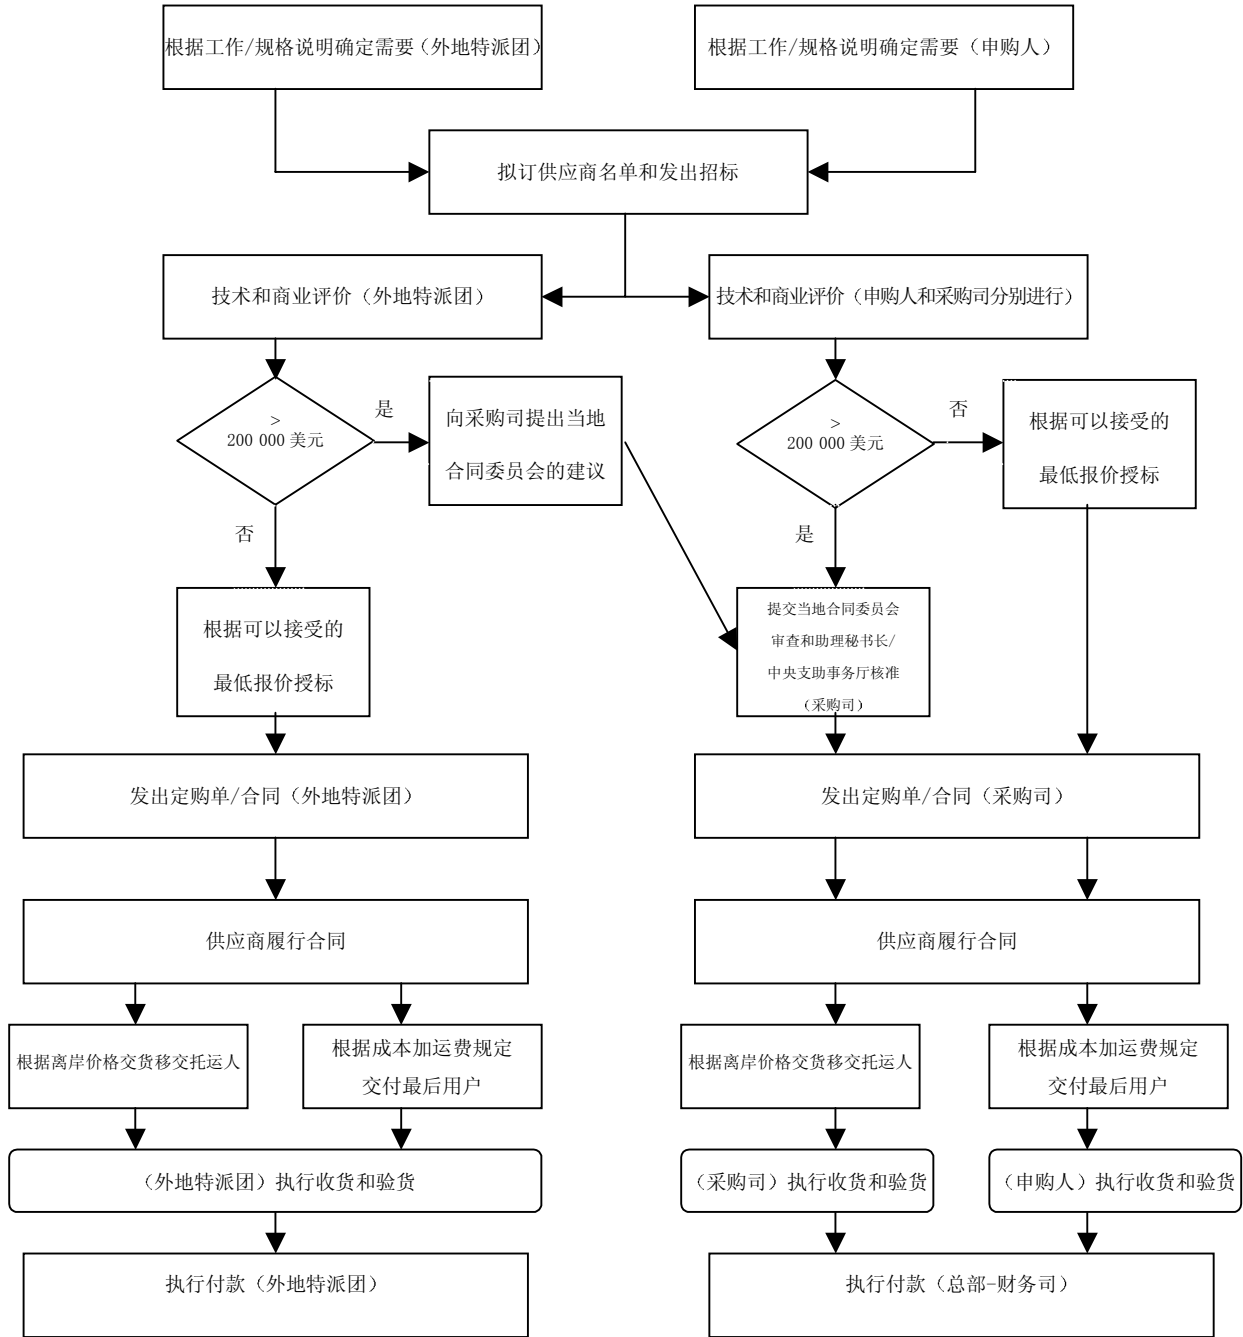 根据工作/规格说明确定需要（外地特派团）
根据工作/规格说明确定需要（申购人）
拟订供应商名单和发出招标
技术和商业评价（外地特派团）
技术和商业评价（申购人和采购司分别进行）
>
200 000 美元
是
向采购司提出当地
合同委员会的建议
>
200 000 美元
否
根据可以接受的
最低报价授标
否
是
根据可以接受的
最低报价授标
提交当地合同委员会
审查和助理秘书长/
中央支助事务厅核准
（采购司）
发出定购单/合同（外地特派团）
发出定购单/合同（采购司）
供应商履行合同
供应商履行合同
根据离岸价格交货移交托运人
根据成本加运费规定
交付最后用户
根据离岸价格交货移交托运人
根据成本加运费规定
交付最后用户
（外地特派团）执行收货和验货
（采购司）执行收货和验货
（申购人）执行收货和验货
执行付款（外地特派团）
执行付款（总部-财务司）